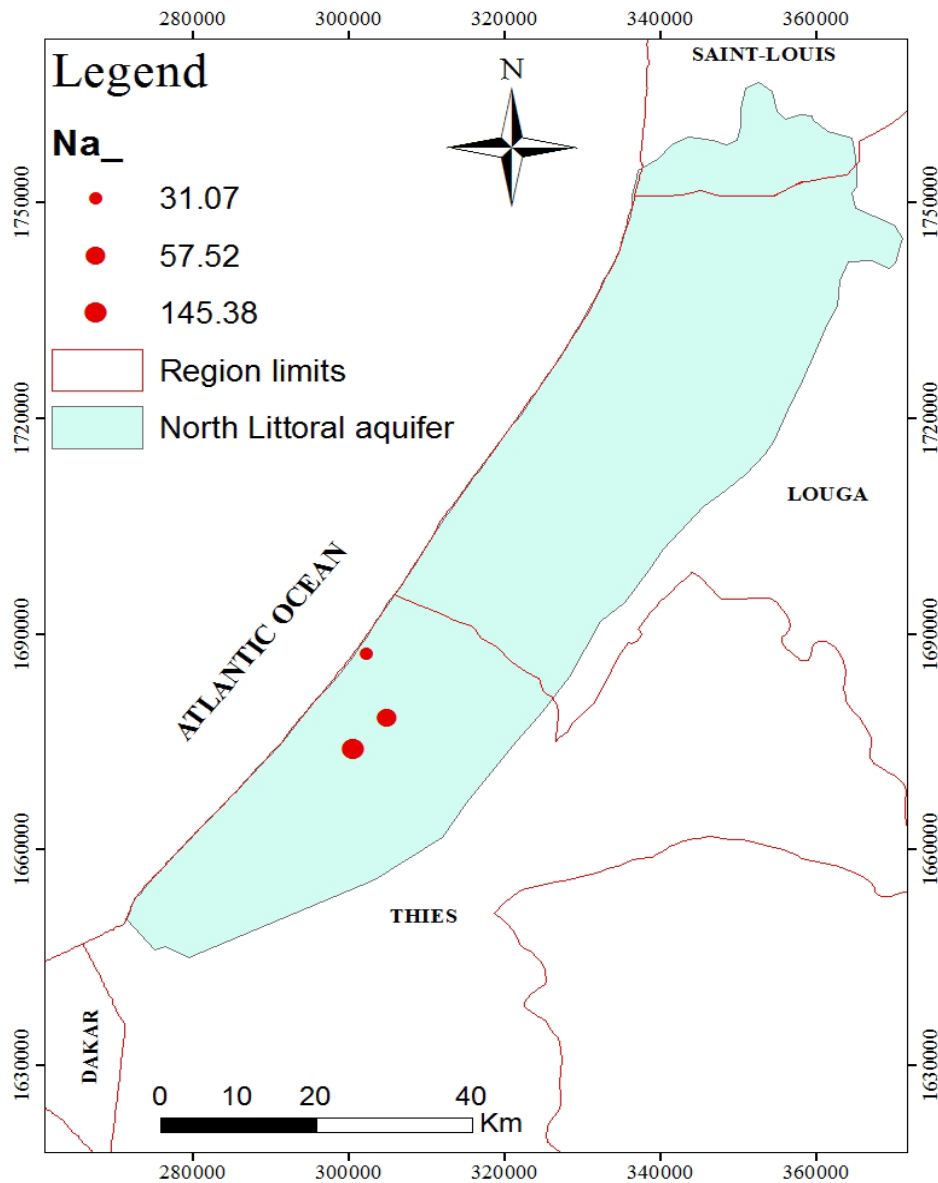 280000 300000 320000 340000 360000
SAINT-LOUIS
Legend
N
Na_
31.07
57.52
145.38
Region limits
North Littoral aquifer
1750000 1750000
1720000 1720000
LOUGA
ATLANTIC OCEAN
1690000 1690000
1660000 1660000
THIES
DAKAR
1630000 1630000
0 10 20 40
Km
280000 300000 320000 340000 360000